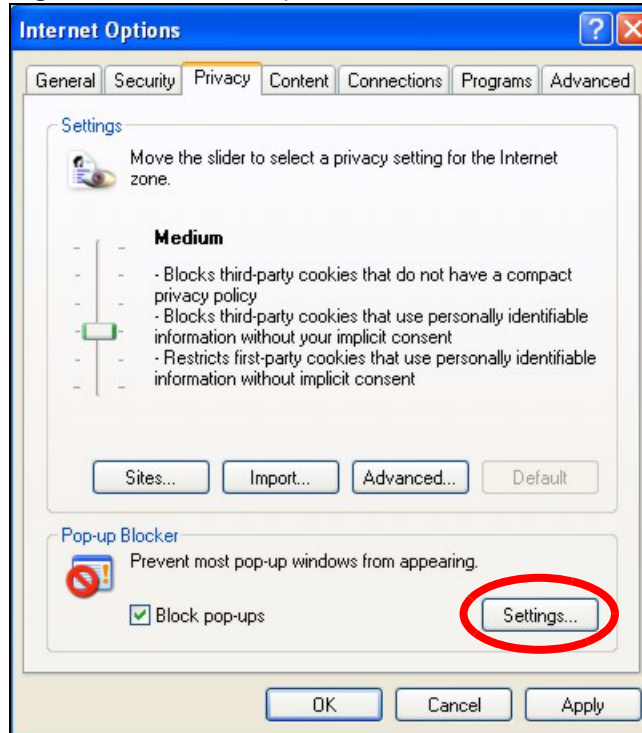 Internet Options
General Security Privacy Content Connections Programs Advanced
Settings
Move the slider to select a privacy setting for the Internet
zone.
Medium
- Blocks third-party cookies that do not have a compact
privacy policy
- Blocks third-party cookies that use personally identifiable
information without your implicit consent
- Restricts first-party cookies that use personally identifiable
information without implicit consent
Sites... Import... Advanced... Default
Pop-up Blocker
Prevent most pop-up windows from appearing.
Block pop-ups Settings...
OK Cancel Apply